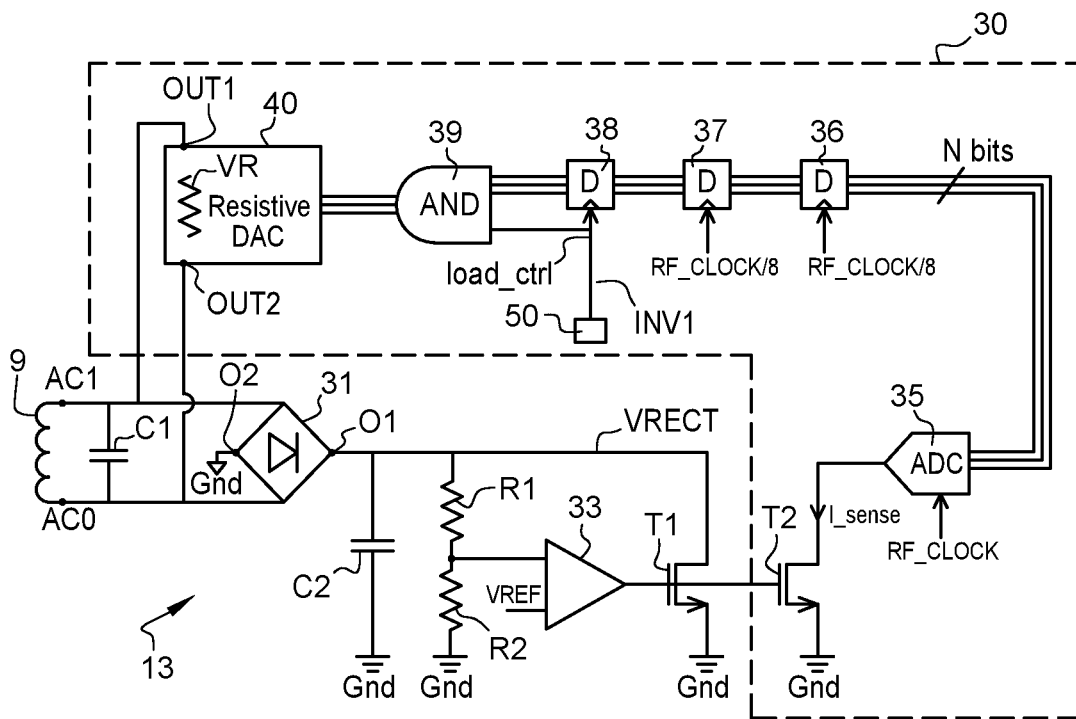 30
OUT1
40
VR
Resistive
DAC
OUT2
39
AND
38
D
37
D
36
D
N bits
load_ctrl
RF_CLOCK/8
RF_CLOCK/8
50
INV1
9
AC1
C1
AC0
O2
31
O1
Gnd
VRECT
35
ADC
I_sense
RF_CLOCK
R1
33
T1
T2
C2
VREF
R2
13
Gnd
Gnd
Gnd
Gnd